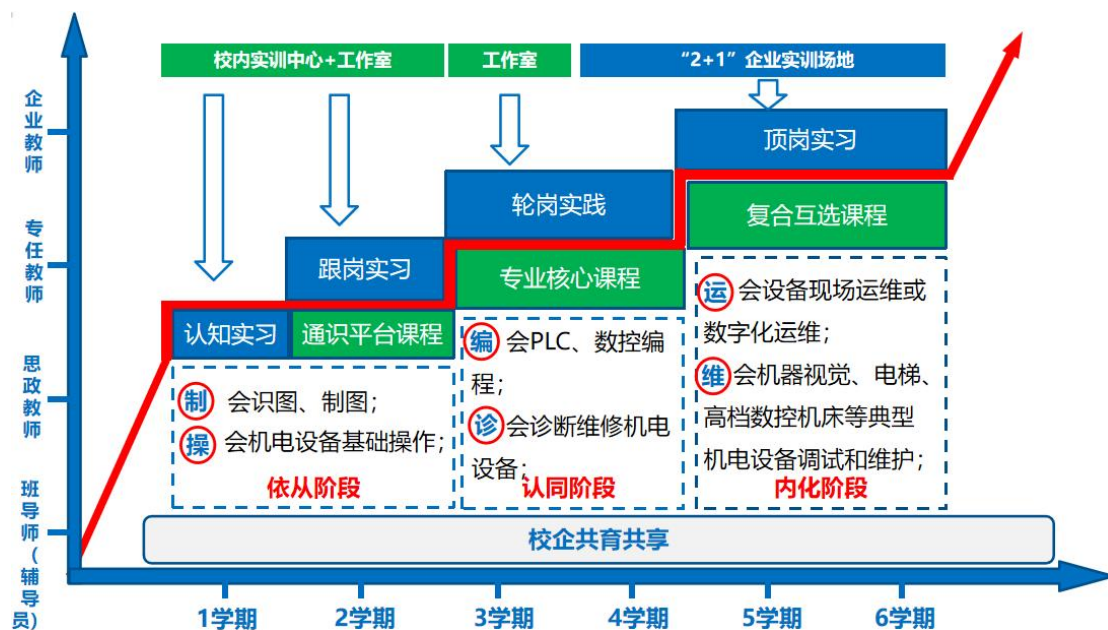 校内实训中心+工作室
工作室
“2+1”企业实训场地
企业教师
专任教师
思政教师
班导师(辅导员)
顶岗实习
复合互选课程
轮岗实践
专业核心课程
跟岗实习
认知实习
通识平台课程
制 会识图、制图;
操 会机电设备基础操作;
依从阶段
编 会PLC、数控编
程;
诊 会诊断维修机电
设备;
认同阶段
运 会设备现场运维或
数字化运维;
维 会机器视觉、电梯、
高档数控机床等典型
机电设备调试和维护;
内化阶段
校企共育共享
1学期
2学期
3学期
4学期
5学期
6学期